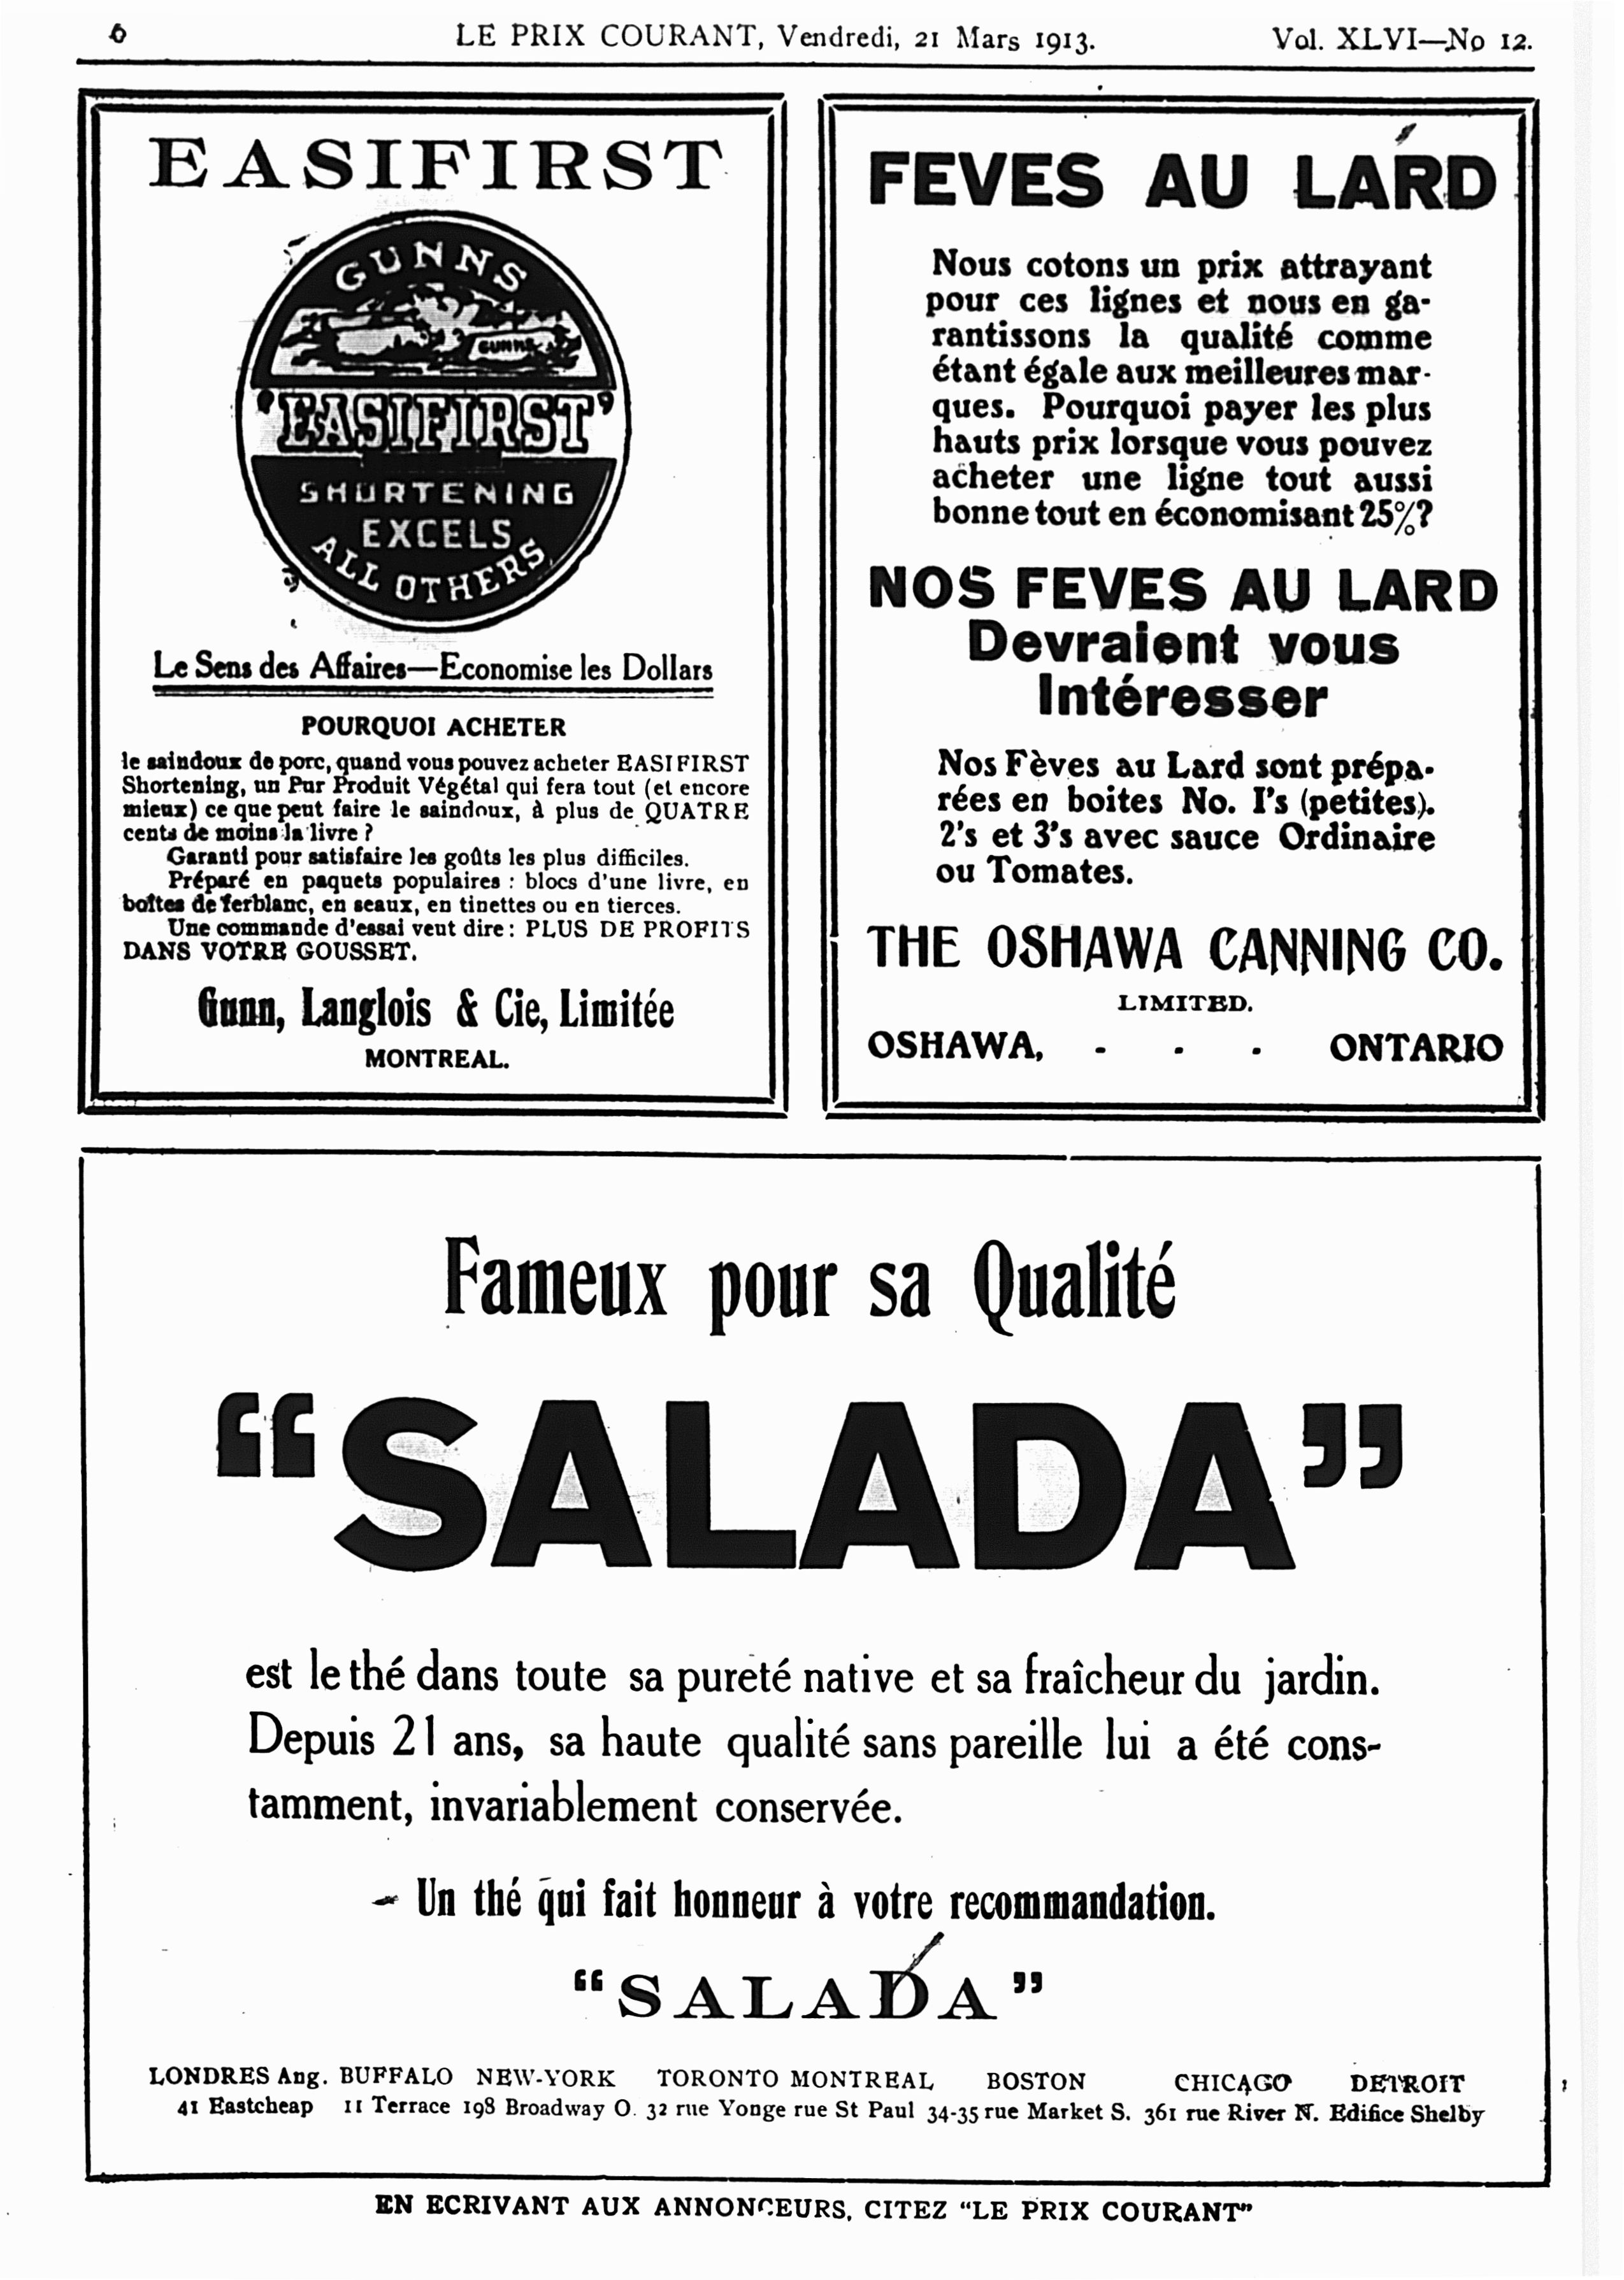 6 LE PRIX COURANT, Vendredi, 21 Mars 1913. Vol. XLVI—No 12.
EASIFIRST
GUNNS
GUNNS
'EASIFIRST'
SHORTENING
EXCELS
ALL OTHERS
Le Sens des Affaires—Economise les Dollars
POURQUOI ACHETER
le saindoux de porc, quand vous pouvez acheter EASIFIRST
Shortening, un Pur Produit Végétal qui fera tout (et encore
mieux) ce que peut faire le saindoux, à plus de QUATRE
cents de moins la livre ?
Garanti pour satisfaire les goûts les plus difficiles.
Préparé en paquets populaires : blocs d'une livre, en
boîtes de ferblanc, en seaux, en tinettes ou en tierces.
Une commande d'essai veut dire : PLUS DE PROFITS
DANS VOTRE GOUSSET.
Gunn, Langlois & Cie, Limitée
MONTREAL.
FEVES AU LARD
Nous cotons un prix attrayant
pour ces lignes et nous en ga-
rantissons la qualité comme
étant égale aux meilleures mar-
ques. Pourquoi payer les plus
hauts prix lorsque vous pouvez
acheter une ligne tout aussi
bonne tout en économisant 25%?
NOS FEVES AU LARD
Devraient vous
Intéresser
Nos Fèves au Lard sont prépa-
rées en boites No. I's (petites).
2's et 3's avec sauce Ordinaire
ou Tomates.
THE OSHAWA CANNING CO.
LIMITED.
OSHAWA, - - - ONTARIO
Fameux pour sa Qualité
“SALADA”
est le thé dans toute sa pureté native et sa fraîcheur du jardin.
Depuis 21 ans, sa haute qualité sans pareille lui a été cons-
tamment, invariablement conservée.
Un thé qui fait honneur à votre recommandation.
“SALADA”
LONDRES Ang. BUFFALO NEW-YORK TORONTO MONTREAL BOSTON CHICAGO DETROIT
41 Eastcheap 11 Terrace 198 Broadway O. 32 rue Yonge rue St Paul 34-35 rue Market S. 361 rue River N. Edifice Shelby
EN ECRIVANT AUX ANNONCEURS, CITEZ “LE PRIX COURANT”